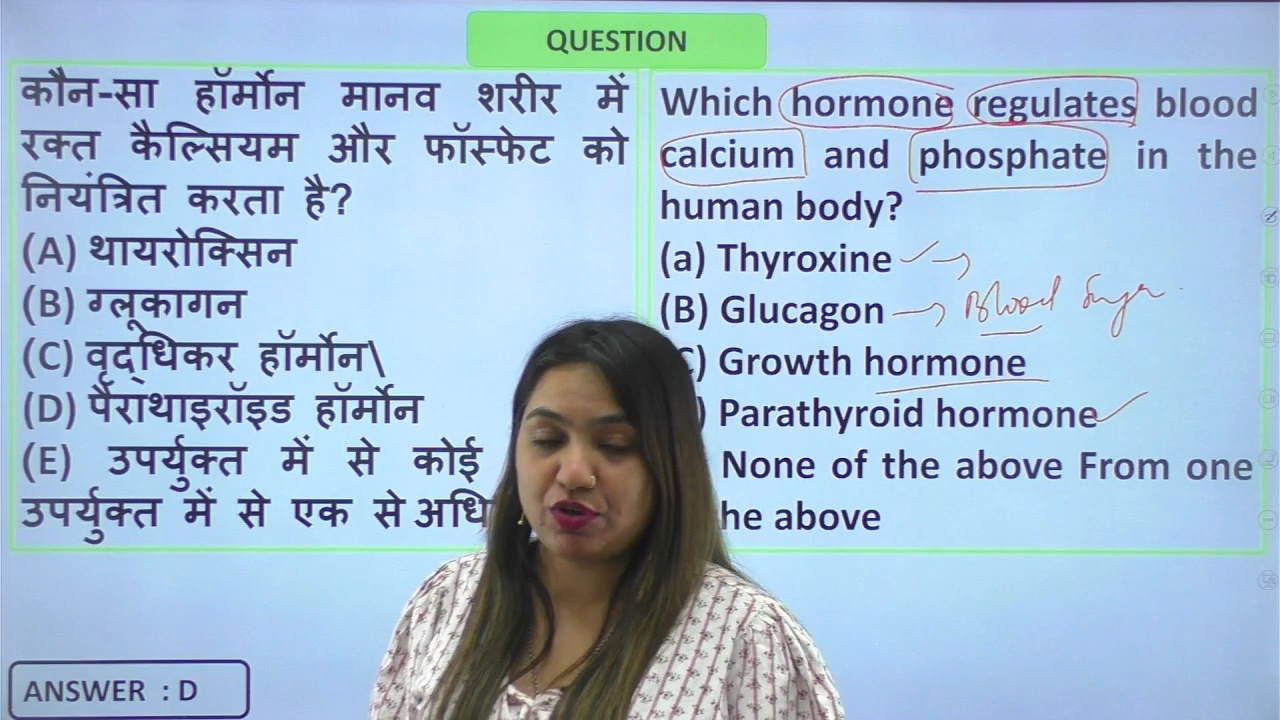 QUESTION
कौन-सा हॉर्मोन मानव शरीर में
रक्त कैल्सियम और फॉस्फेट को
नियंत्रित करता है?
(A) थायरोक्सिन
(B) ग्लूकागन
(C) वृद्धिकर हॉर्मोन\
(D) पैराथाइरॉइड हॉर्मोन
(E) उपर्युक्त में से कोई
उपर्युक्त में से एक से अधि
Which hormone regulates blood
calcium and phosphate in the
human body?
(a) Thyroxine
(B) Glucagon
Blood Sugar
C) Growth hormone
) Parathyroid hormone
None of the above From one
he above
ANSWER : D